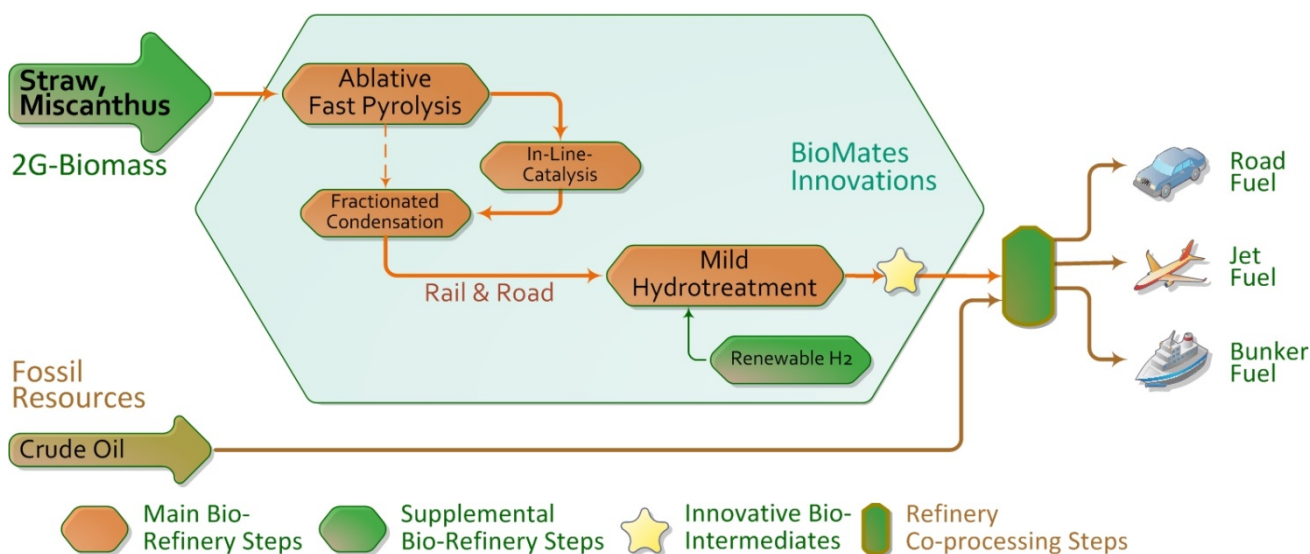 Straw,
Miscanthus
2G-Biomass
Ablative
Fast Pyrolysis
In-Line-
Catalysis
Fractionated
Condensation
BioMates
Innovations
Rail & Road
Mild
Hydrotreatment
Renewable H2
Road
Fuel
Jet
Fuel
Bunker
Fuel
Fossil
Resources
Crude Oil
Main Bio-
Refinery Steps
Supplemental
Bio-Refinery Steps
Innovative Bio-
Intermediates
Refinery
Co-processing Steps